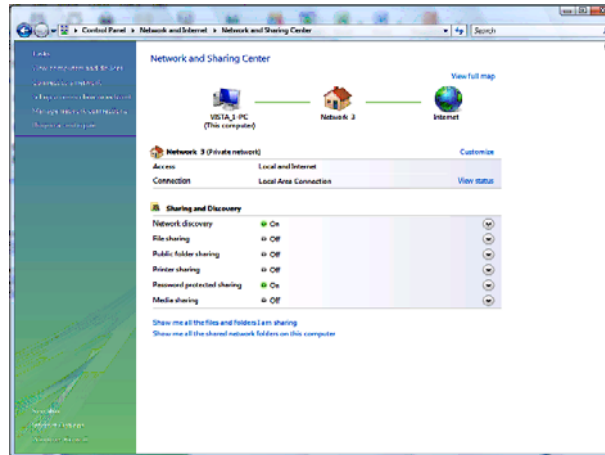 Control Panel ▸ Network and Internet ▸ Network and Sharing Center
Search
Tasks
Network and Sharing Center
View full map
VISTA_1-PC
(This computer)
Network 3
Internet
Network 3 (Private network)
Customize
Access Local and Internet
Connection Local Area Connection View status
Sharing and Discovery
Network discovery On
File sharing Off
Public folder sharing Off
Printer sharing Off
Password protected sharing On
Media sharing Off
Show me all the files and folders I am sharing
Show me all the shared network folders on this computer